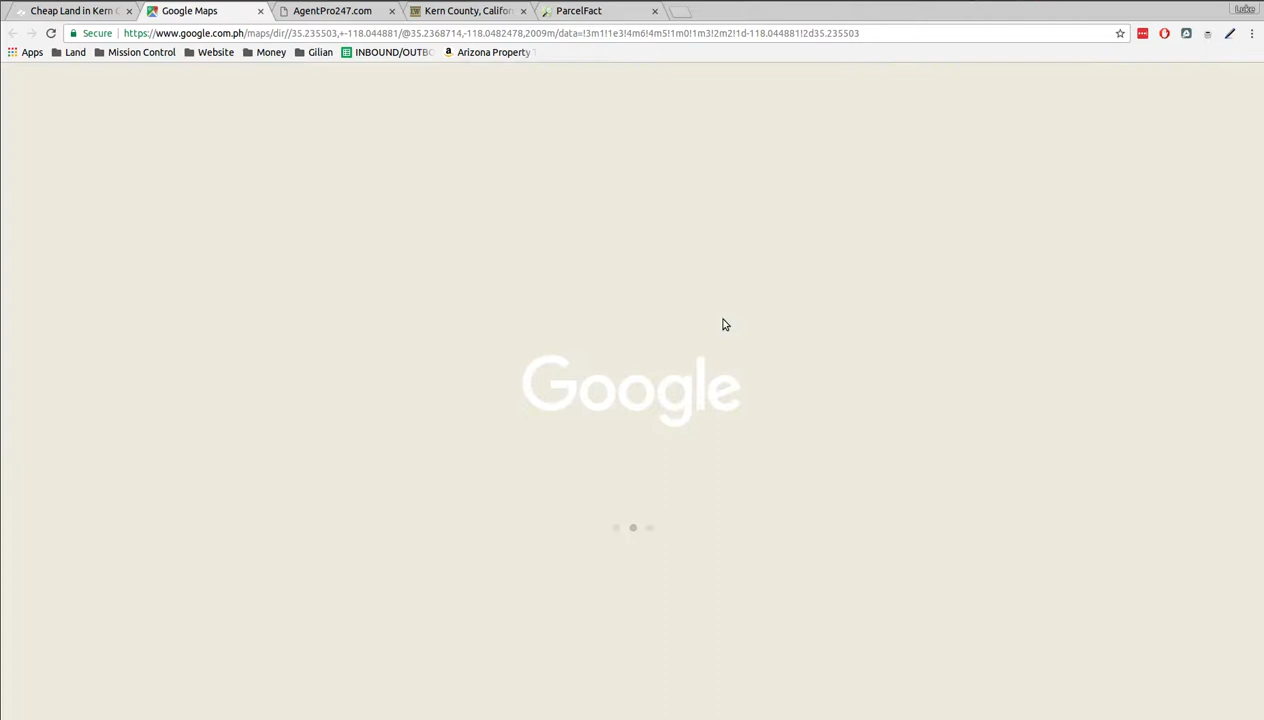 Cheap Land in Kern C
Google Maps
AgentPro247.com
Kern County, Califor
ParcelFact
Luke
Secure
https://www.google.com.ph/maps/dir//35.235503,+-118.044881/@35.2368714,-118.0482478,2009m/data=!3m1!1e3!4m6!4m5!1m0!1m3!2m2!1d-118.044881!2d35.235503
Apps
Land
Mission Control
Website
Money
Gilian
INBOUND/OUTBO
Arizona Property T
Google